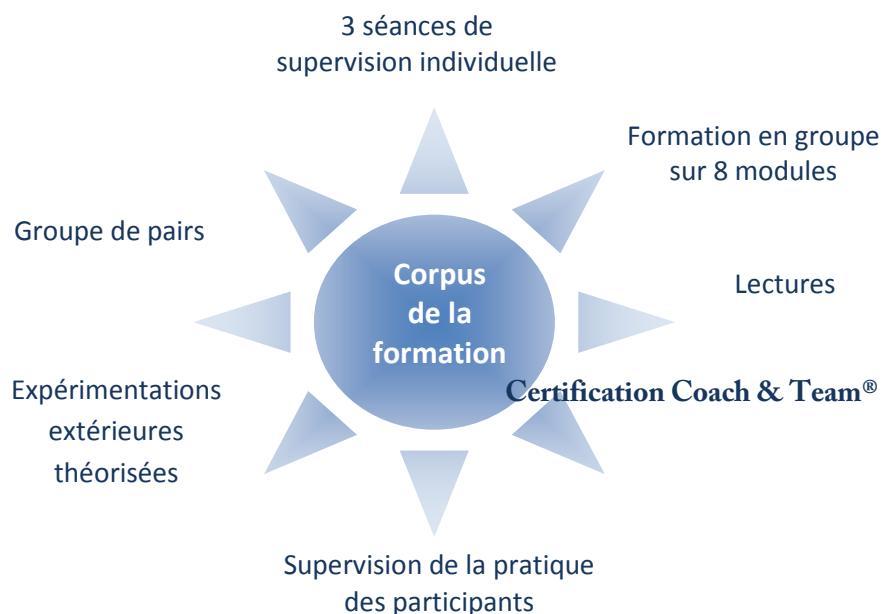 3 séances de
supervision individuelle
Formation en groupe
sur 8 modules
Groupe de pairs
Corpus
de la
formation
Lectures
Expérimentations
extérieures
théorisées
Certification Coach & Team®
Supervision de la pratique
des participants